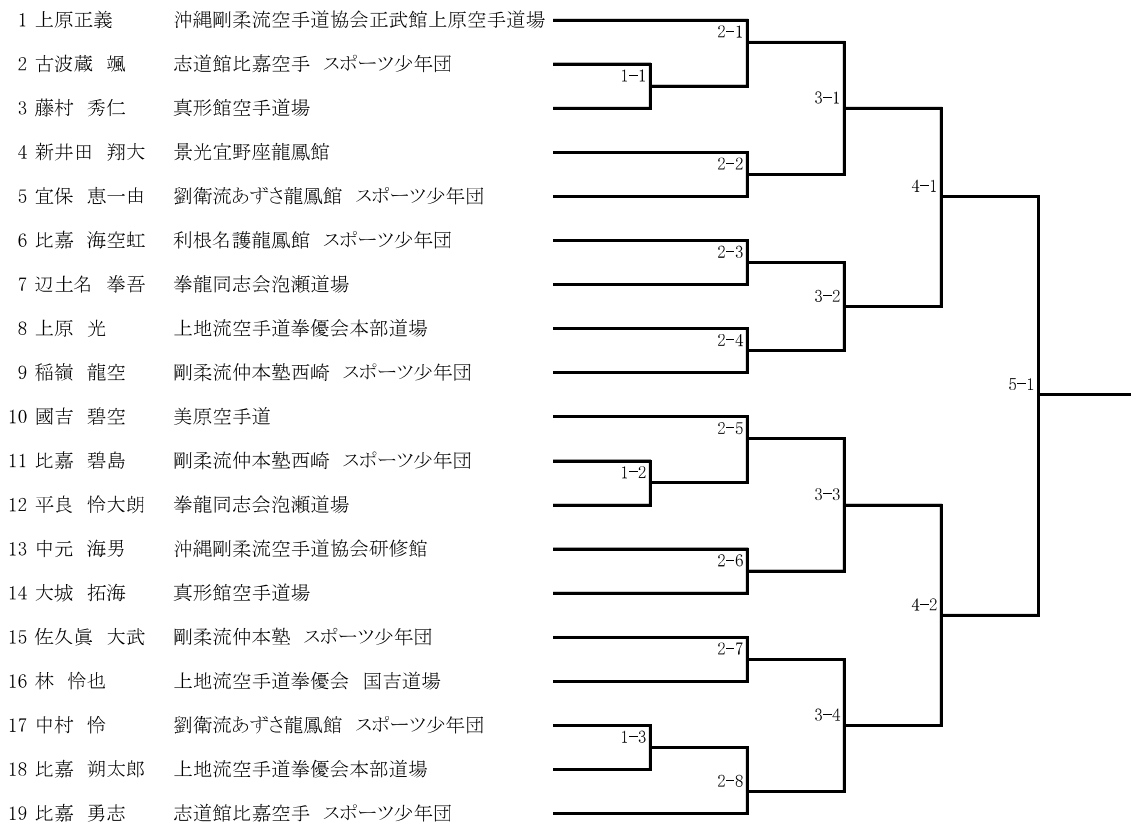 1 上原正義 沖縄剛柔流空手道協会正武館上原空手道場
2-1
2 古波蔵 颯 志道館比嘉空手 スポーツ少年団
1-1
3-1
3 藤村 秀仁 真形館空手道場
4 新井田 翔大 景光宜野座龍鳳館
2-2
4-1
5 宜保 恵一由 劉衛流あずさ龍鳳館 スポーツ少年団
6 比嘉 海空虹 利根名護龍鳳館 スポーツ少年団
2-3
7 辺土名 拳吾 拳龍同志会泡瀬道場
3-2
8 上原 光 上地流空手道拳優会本部道場
2-4
9 稲嶺 龍空 剛柔流仲本塾西崎 スポーツ少年団
5-1
10 國吉 碧空 美原空手道
2-5
11 比嘉 碧島 剛柔流仲本塾西崎 スポーツ少年団
1-2
3-3
12 平良 怜大朗 拳龍同志会泡瀬道場
13 中元 海男 沖縄剛柔流空手道協会研修館
2-6
14 大城 拓海 真形館空手道場
4-2
15 佐久眞 大武 剛柔流仲本塾 スポーツ少年団
2-7
16 林 怜也 上地流空手道拳優会 国吉道場
3-4
17 中村 怜 劉衛流あずさ龍鳳館 スポーツ少年団
1-3
18 比嘉 朔太郎 上地流空手道拳優会本部道場
2-8
19 比嘉 勇志 志道館比嘉空手 スポーツ少年団